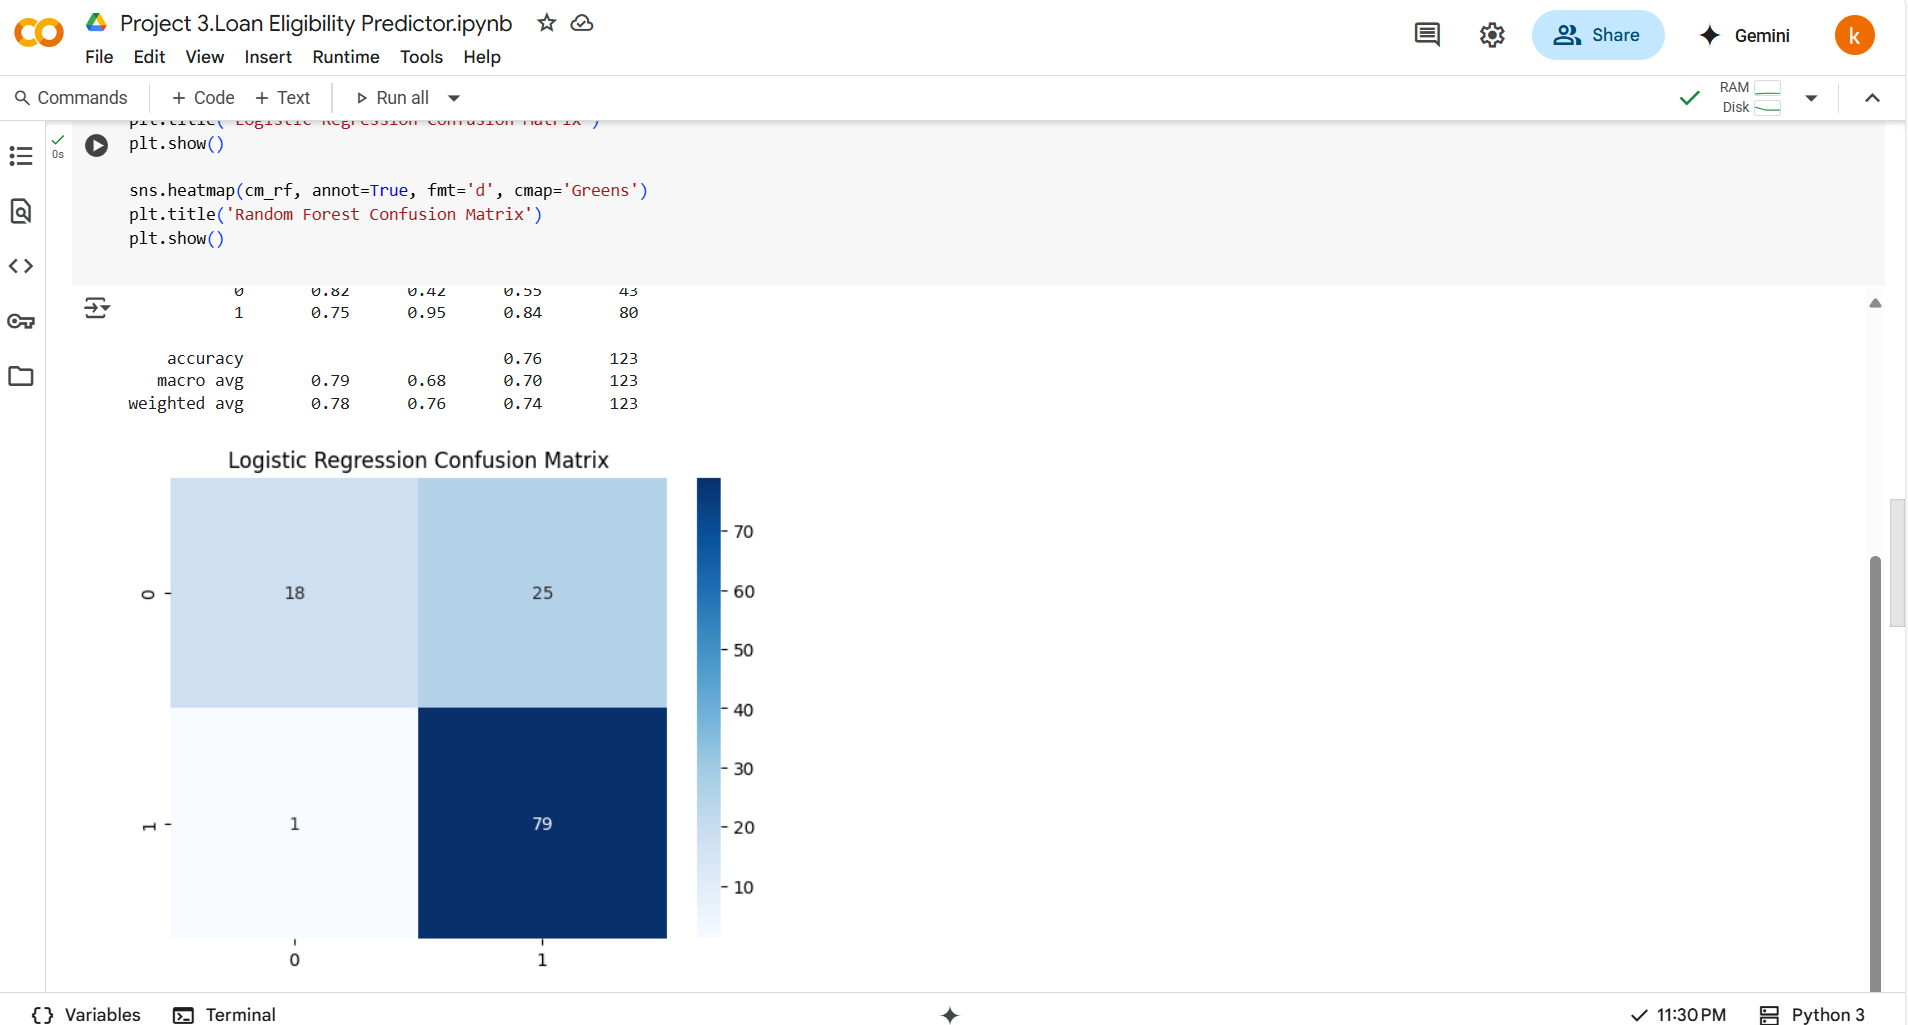 Project 3.Loan Eligibility Predictor.ipynb
File Edit View Insert Runtime Tools Help
Share
Gemini
k
Commands + Code + Text Run all
RAM
Disk
plt.title('Logistic Regression Confusion Matrix')
0s
plt.show()
sns.heatmap(cm_rf, annot=True, fmt='d', cmap='Greens')
plt.title('Random Forest Confusion Matrix')
plt.show()
0 0.82 0.42 0.55 43
1 0.75 0.95 0.84 80
accuracy 0.76 123
macro avg 0.79 0.68 0.70 123
weighted avg 0.78 0.76 0.74 123
Logistic Regression Confusion Matrix
70
60
0 18 25
50
40
30
1 1 79
20
10
0 1
Variables Terminal
11:30 PM Python 3